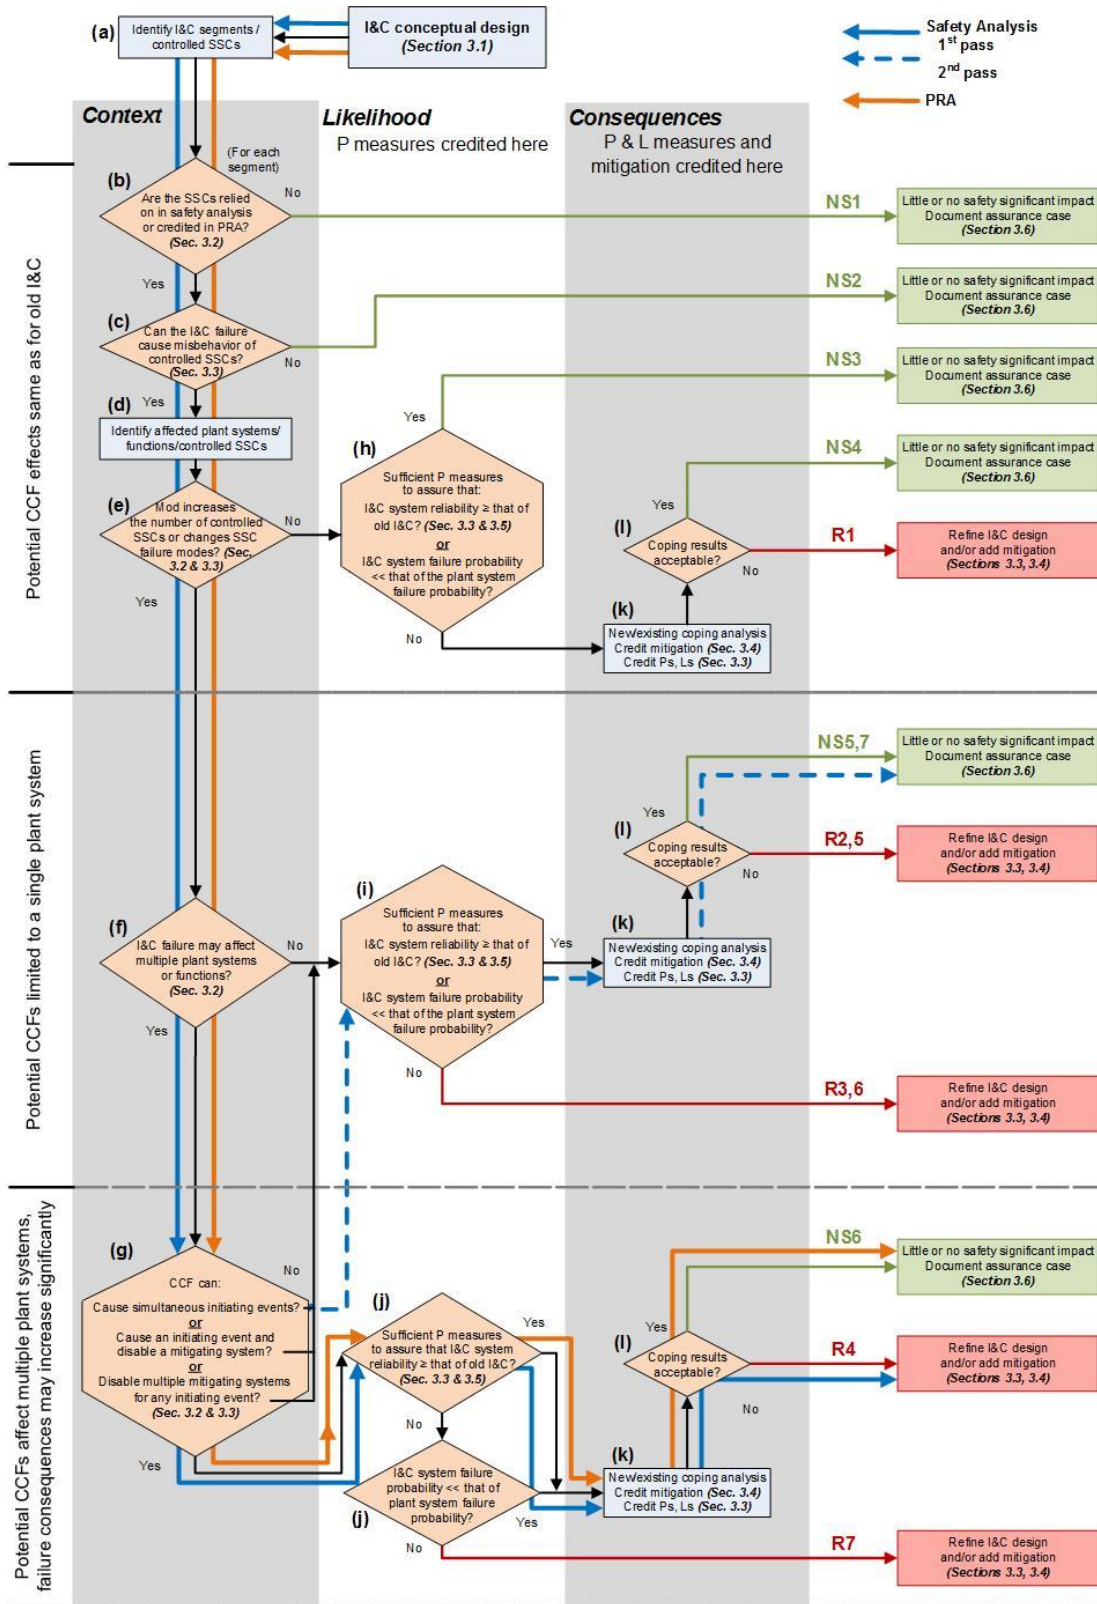 (a)
Identify I&C segments /
controlled SSCs
I&C conceptual design
(Section 3.1)
Safety Analysis
1st pass
2nd pass
PRA
Context
Likelihood
P measures credited here
Consequences
P & L measures and
mitigation credited here
Potential CCF effects same as for old I&C
(For each
segment)
(b)
Are the SSCs relied
on in safety analysis
or credited in PRA?
(Sec. 3.2)
No
Yes
NS1
Little or no safety significant impact
Document assurance case
(Section 3.6)
(c)
Can the I&C failure
cause misbehavior of
controlled SSCs?
(Sec. 3.3)
No
Yes
NS2
Little or no safety significant impact
Document assurance case
(Section 3.6)
(d)
Identify affected plant systems/
functions/controlled SSCs
NS3
Little or no safety significant impact
Document assurance case
(Section 3.6)
(e)
Mod increases
the number of controlled
SSCs or changes SSC
failure modes? (Sec.
3.2 & 3.3)
No
Yes
Yes
(h)
Sufficient P measures
to assure that:
I&C system reliability ≥ that of
old I&C? (Sec. 3.3 & 3.5)
or
I&C system failure probability
<< that of the plant system
failure probability?
No
NS4
Little or no safety significant impact
Document assurance case
(Section 3.6)
Yes
(l)
Coping results
acceptable?
No
R1
Refine I&C design
and/or add mitigation
(Sections 3.3, 3.4)
(k)
New/existing coping analysis
Credit mitigation (Sec. 3.4)
Credit Ps, Ls (Sec. 3.3)
Potential CCFs limited to a single plant system
NS5,7
Little or no safety significant impact
Document assurance case
(Section 3.6)
Yes
(l)
Coping results
acceptable?
No
R2,5
Refine I&C design
and/or add mitigation
(Sections 3.3, 3.4)
(f)
I&C failure may affect
multiple plant systems
or functions?
(Sec. 3.2)
No
Yes
(i)
Sufficient P measures
to assure that:
I&C system reliability ≥ that of
old I&C? (Sec. 3.3 & 3.5)
or
I&C system failure probability
<< that of the plant system
failure probability?
Yes
No
(k)
New/existing coping analysis
Credit mitigation (Sec. 3.4)
Credit Ps, Ls (Sec. 3.3)
R3,6
Refine I&C design
and/or add mitigation
(Sections 3.3, 3.4)
Potential CCFs affect multiple plant systems,
failure consequences may increase significantly
(g)
CCF can:
Cause simultaneous initiating events?
or
Cause an initiating event and
disable a mitigating system?
or
Disable multiple mitigating systems
for any initiating event?
(Sec. 3.2 & 3.3)
No
Yes
(j)
Sufficient P measures
to assure that I&C system
reliability ≥ that of old I&C?
(Sec. 3.3 & 3.5)
Yes
No
I&C system failure
probability << that of
plant system failure
probability?
(j)
Yes
No
NS6
Little or no safety significant impact
Document assurance case
(Section 3.6)
Yes
(l)
Coping results
acceptable?
No
R4
Refine I&C design
and/or add mitigation
(Sections 3.3, 3.4)
(k)
New/existing coping analysis
Credit mitigation (Sec. 3.4)
Credit Ps, Ls (Sec. 3.3)
R7
Refine I&C design
and/or add mitigation
(Sections 3.3, 3.4)